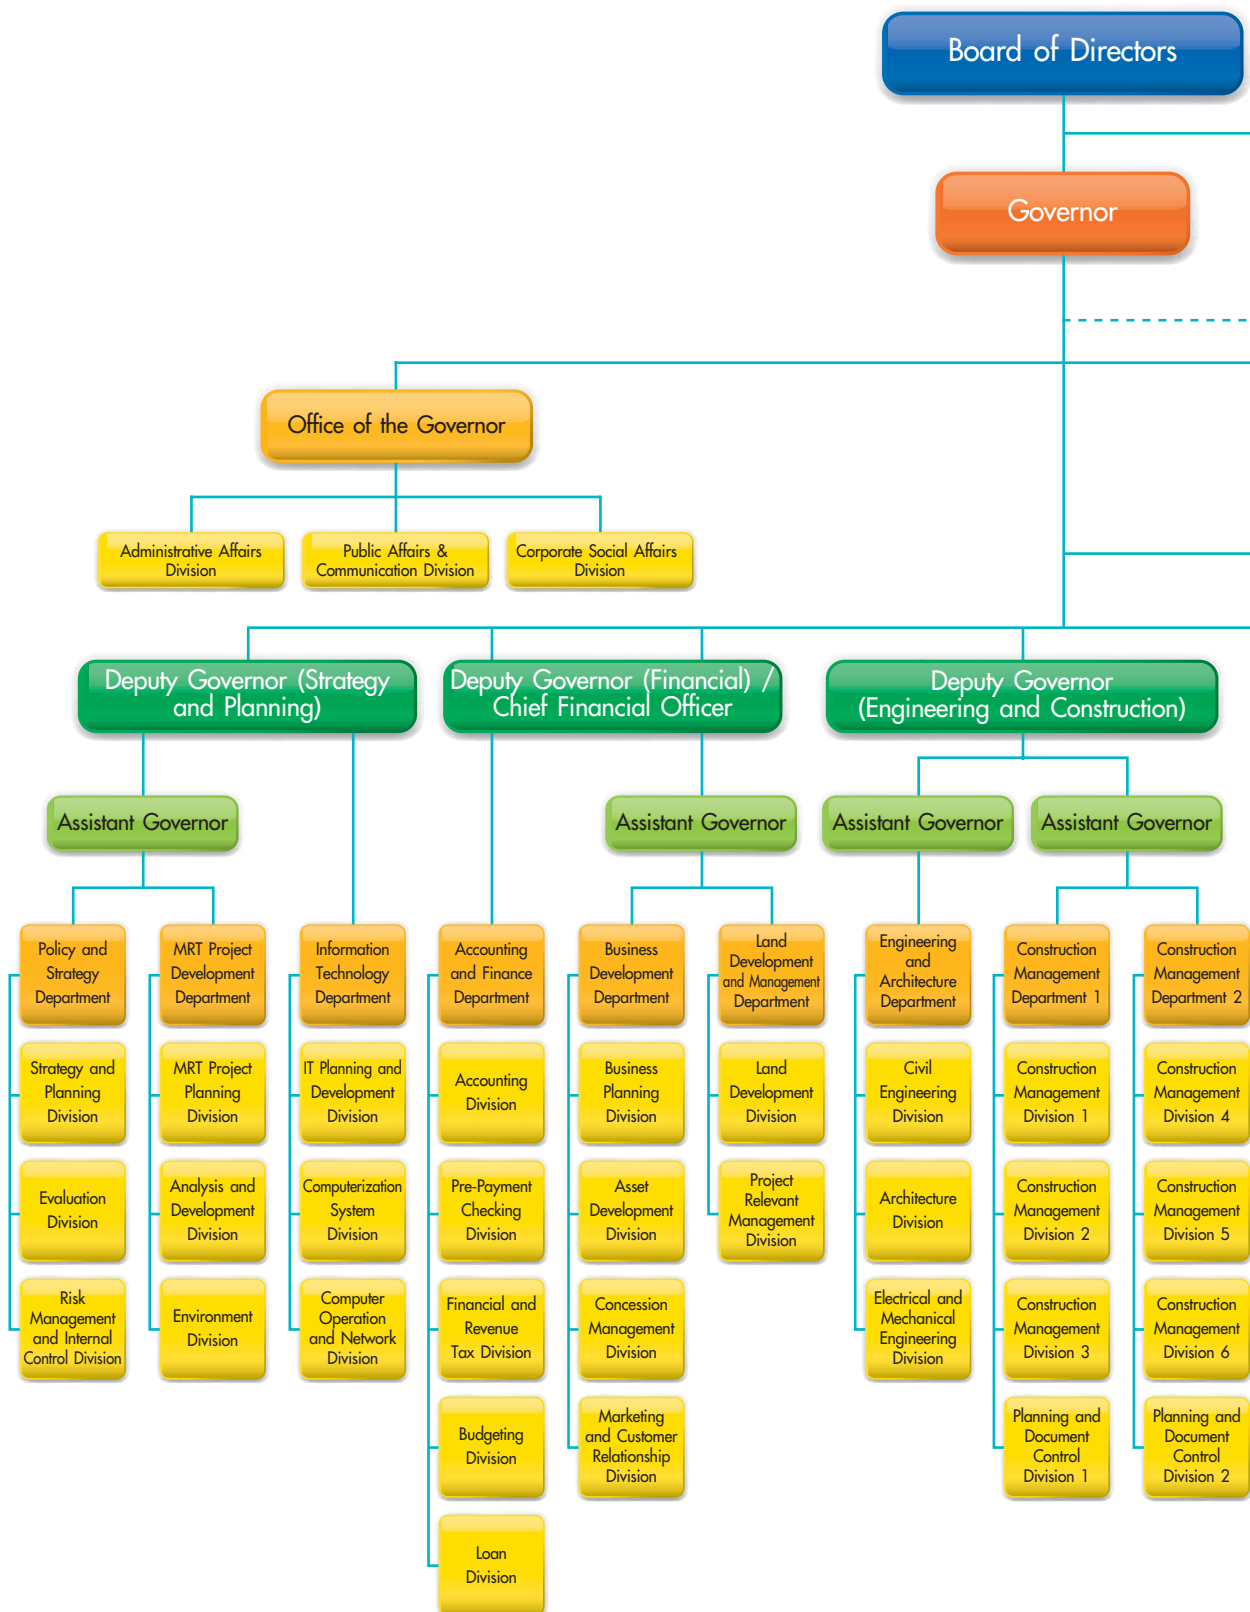 Board of Directors
Governor
Office of the Governor
Administrative Affairs
Division
Public Affairs &
Communication Division
Corporate Social Affairs
Division
Deputy Governor (Strategy
and Planning)
Deputy Governor (Financial) /
Chief Financial Officer
Deputy Governor
(Engineering and Construction)
Assistant Governor
Assistant Governor
Assistant Governor
Assistant Governor
Policy and
Strategy
Department
MRT Project
Development
Department
Information
Technology
Department
Accounting
and Finance
Department
Business
Development
Department
Land
Development
and Management
Department
Engineering
and
Architecture
Department
Construction
Management
Department 1
Construction
Management
Department 2
Strategy and
Planning
Division
MRT Project
Planning
Division
IT Planning and
Development
Division
Accounting
Division
Business
Planning
Division
Land
Development
Division
Civil
Engineering
Division
Construction
Management
Division 1
Construction
Management
Division 4
Evaluation
Division
Analysis and
Development
Division
Computerization
System
Division
Pre-Payment
Checking
Division
Asset
Development
Division
Project
Relevant
Management
Division
Architecture
Division
Construction
Management
Division 2
Construction
Management
Division 5
Risk
Management
and Internal
Control Division
Environment
Division
Computer
Operation
and Network
Division
Financial and
Revenue
Tax Division
Concession
Management
Division
Electrical and
Mechanical
Engineering
Division
Construction
Management
Division 3
Construction
Management
Division 6
Budgeting
Division
Marketing
and Customer
Relationship
Division
Planning and
Document
Control
Division 1
Planning and
Document
Control
Division 2
Loan
Division